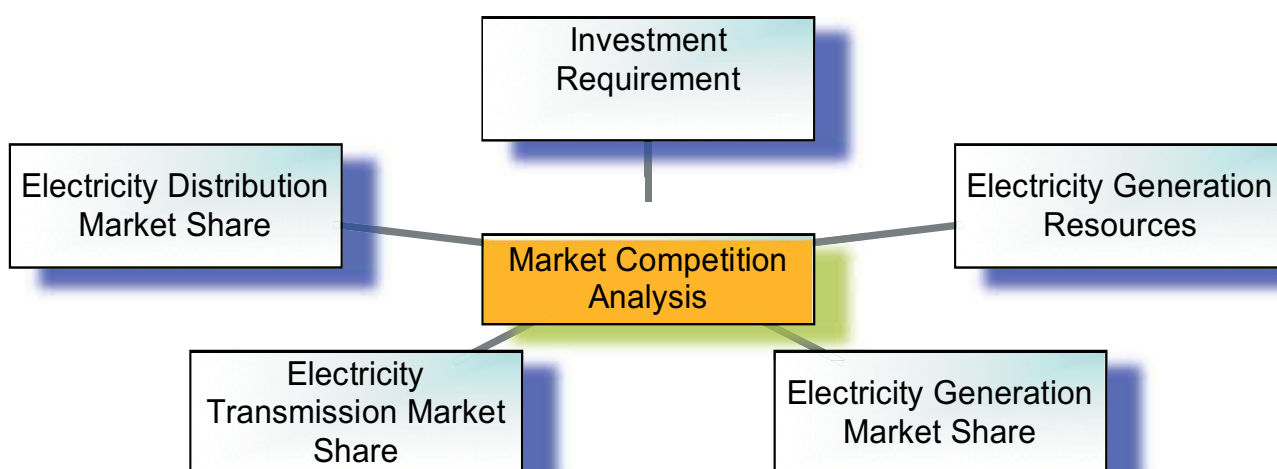 Investment
Requirement
Electricity Distribution
Market Share
Electricity Generation
Resources
Market Competition
Analysis
Electricity
Transmission Market
Share
Electricity Generation
Market Share